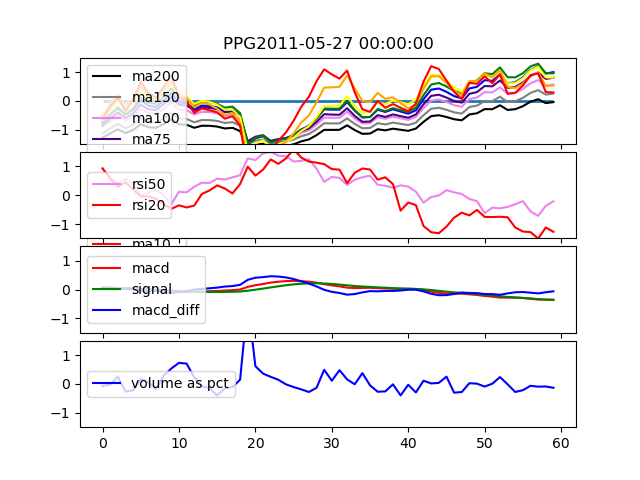 PPG2011-05-27 00:00:00
1
0
−1
ma200
ma150
ma100
ma75
1
0
−1
rsi50
rsi20
ma10
1
0
−1
macd
signal
macd_diff
1
0
−1
volume as pct
0 10 20 30 40 50 60